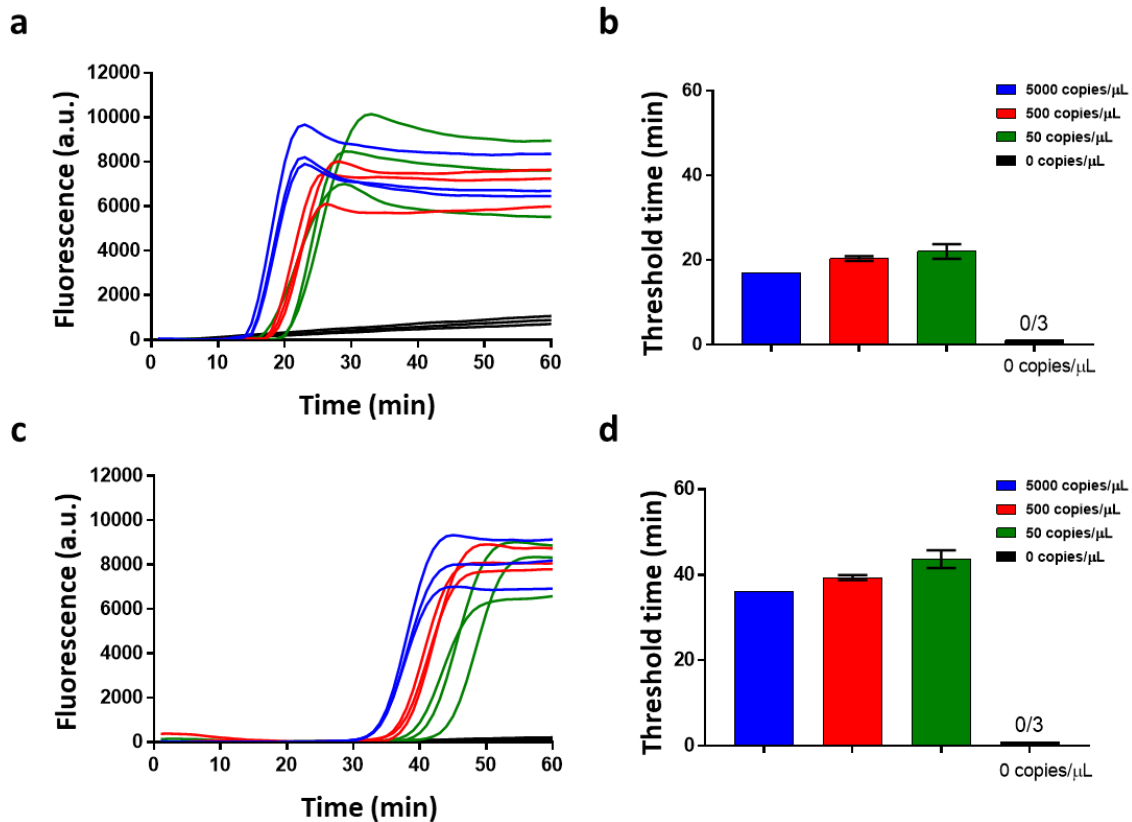 a
12000
10000
8000
6000
4000
2000
0
Fluorescence (a.u.)
0 10 20 30 40 50 60
Time (min)
b
60
40
20
0
Threshold time (min)
5000 copies/μL
500 copies/μL
50 copies/μL
0 copies/μL
0/3
0 copies/μL
c
12000
10000
8000
6000
4000
2000
0
Fluorescence (a.u.)
0 10 20 30 40 50 60
Time (min)
d
60
40
20
0
Threshold time (min)
5000 copies/μL
500 copies/μL
50 copies/μL
0 copies/μL
0/3
0 copies/μL